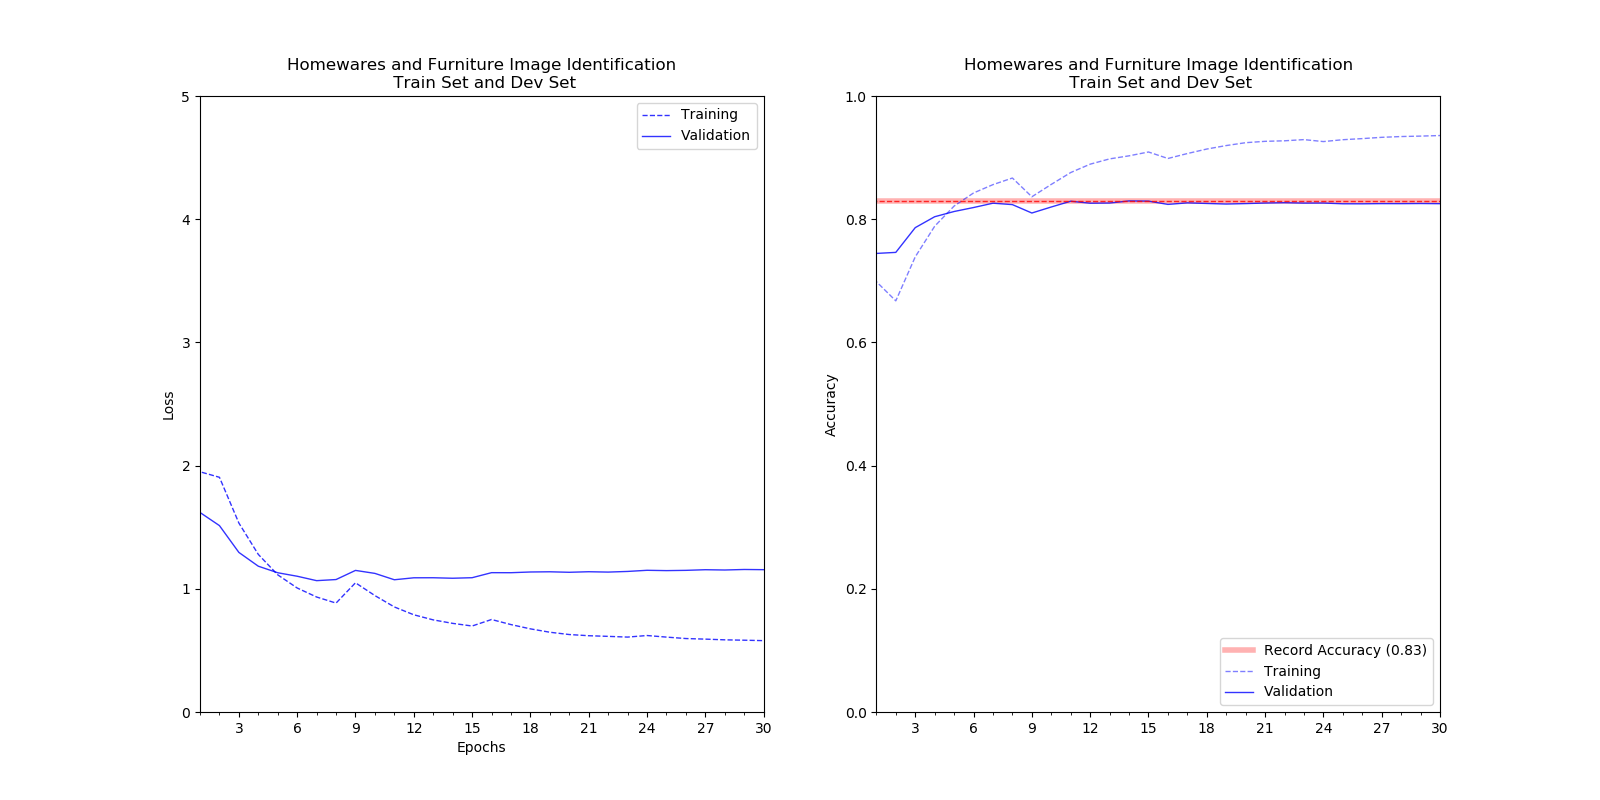 Homewares and Furniture Image Identification
Train Set and Dev Set
5
4
3
2
1
0
Loss
Training
Validation
3 6 9 12 15 18 21 24 27 30
Epochs
Homewares and Furniture Image Identification
Train Set and Dev Set
1.0
0.8
0.6
0.4
0.2
0.0
Accuracy
Record Accuracy (0.83)
Training
Validation
3 6 9 12 15 18 21 24 27 30